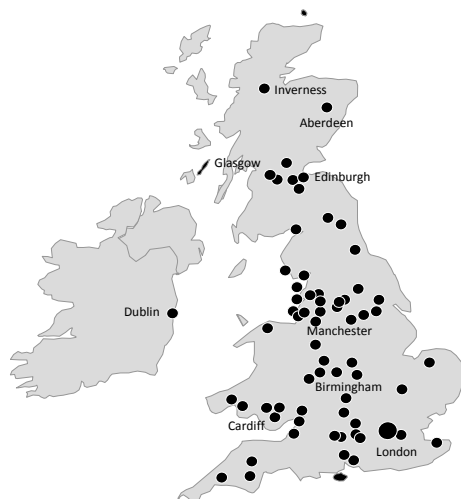 Inverness
Aberdeen
Glasgow
Edinburgh
Dublin
Manchester
Birmingham
Cardiff
London